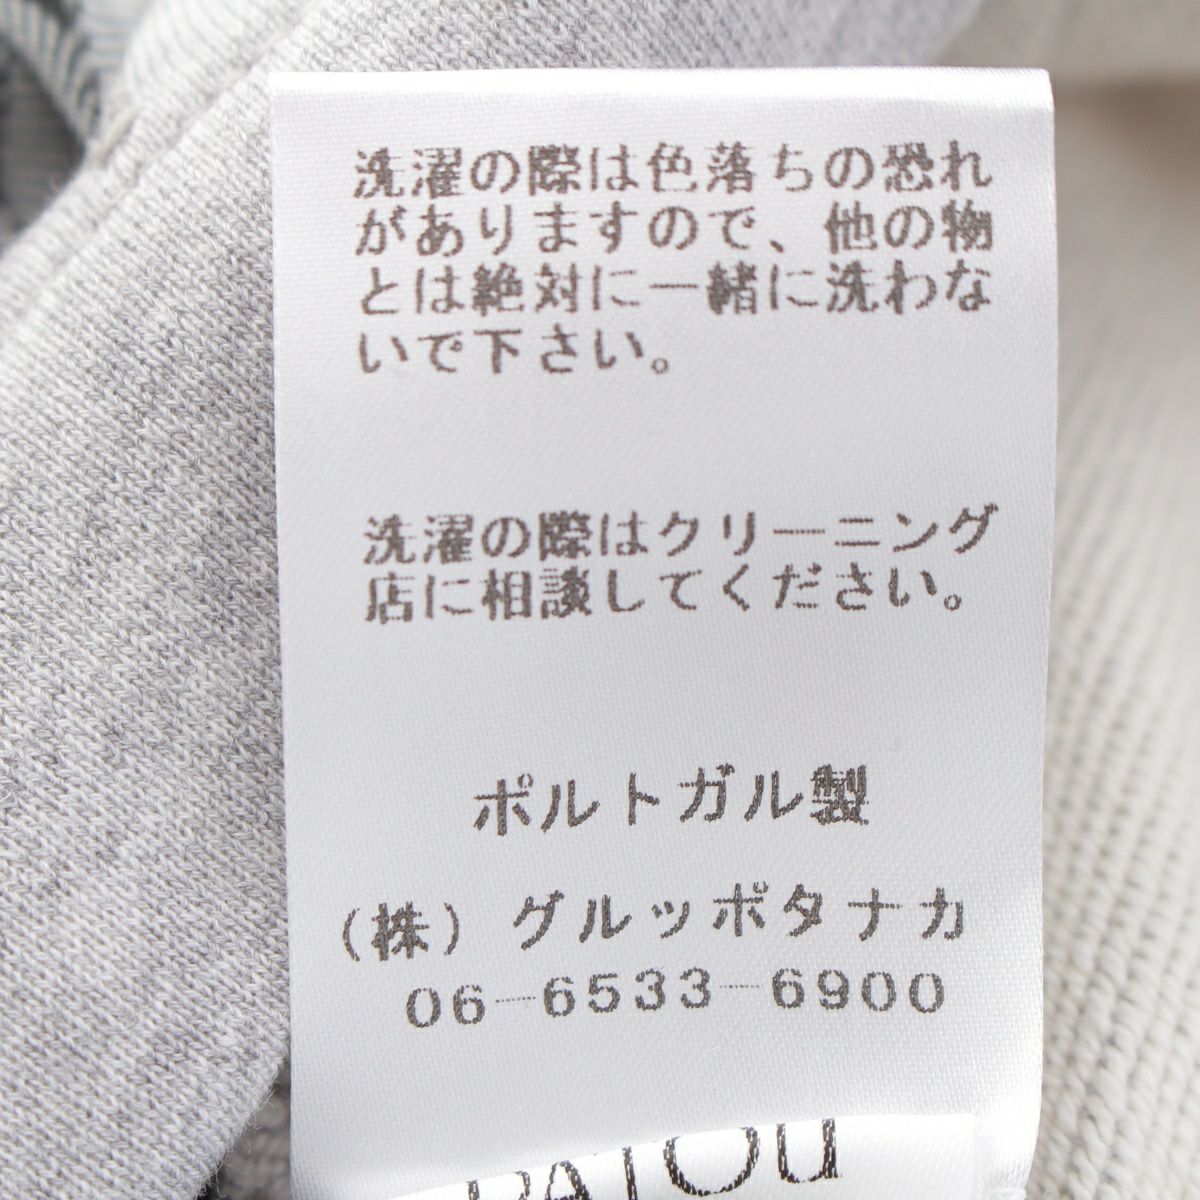 洗濯の際は色落ちの恐れ
がありますので、他の物
とは絶対に一緒に洗わな
いで下さい。
洗濯の際はクリーニング
店に相談してください。
ポルトガル製
(株) グルッポタナカ
06-6533-6900
PATOU